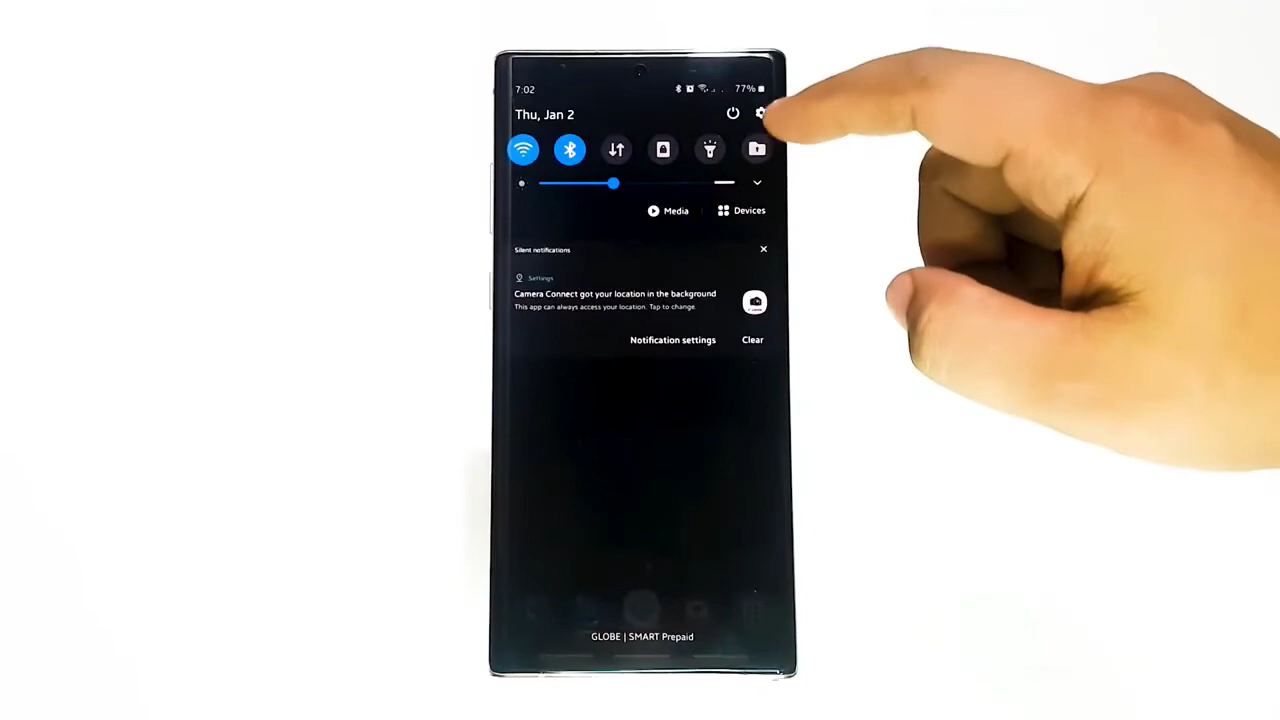 7:02 77%
Thu, Jan 2
Media Devices
Silent notifications
Settings
Camera Connect got your location in the background
This app can always access your location. Tap to change.
Notification settings Clear
GLOBE | SMART Prepaid